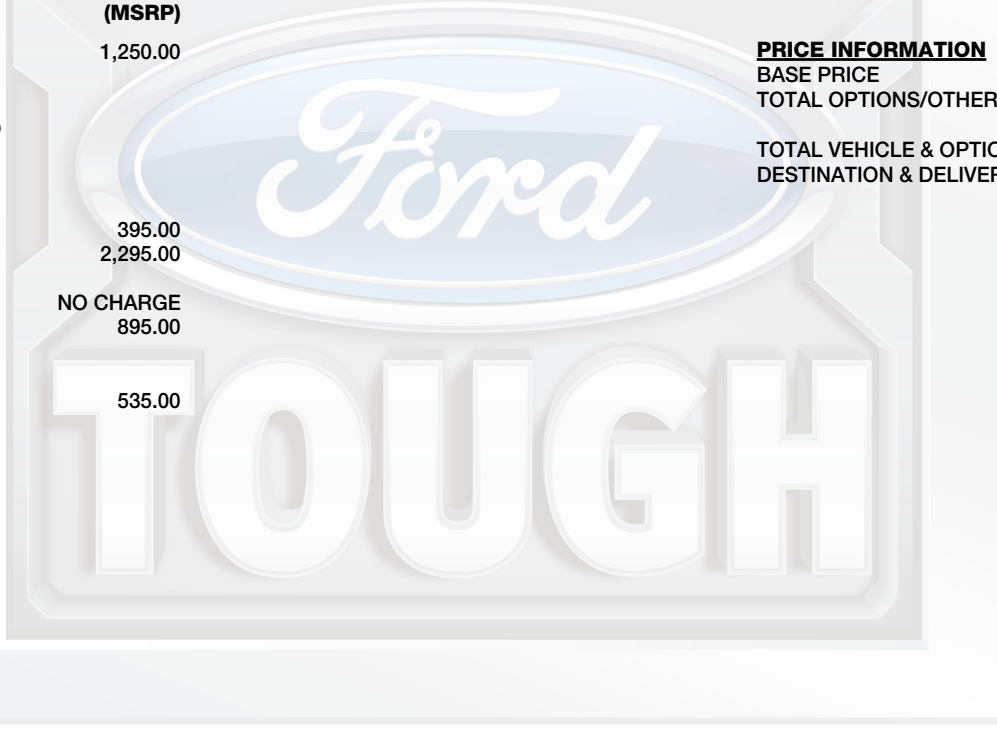 (MSRP)
1,250.00
395.00
2,295.00
NO CHARGE
895.00
535.00
PRICE INFORMATION
BASE PRICE
TOTAL OPTIONS/OTHER
TOTAL VEHICLE & OPTIO
DESTINATION & DELIVER
Ford
TOUGH